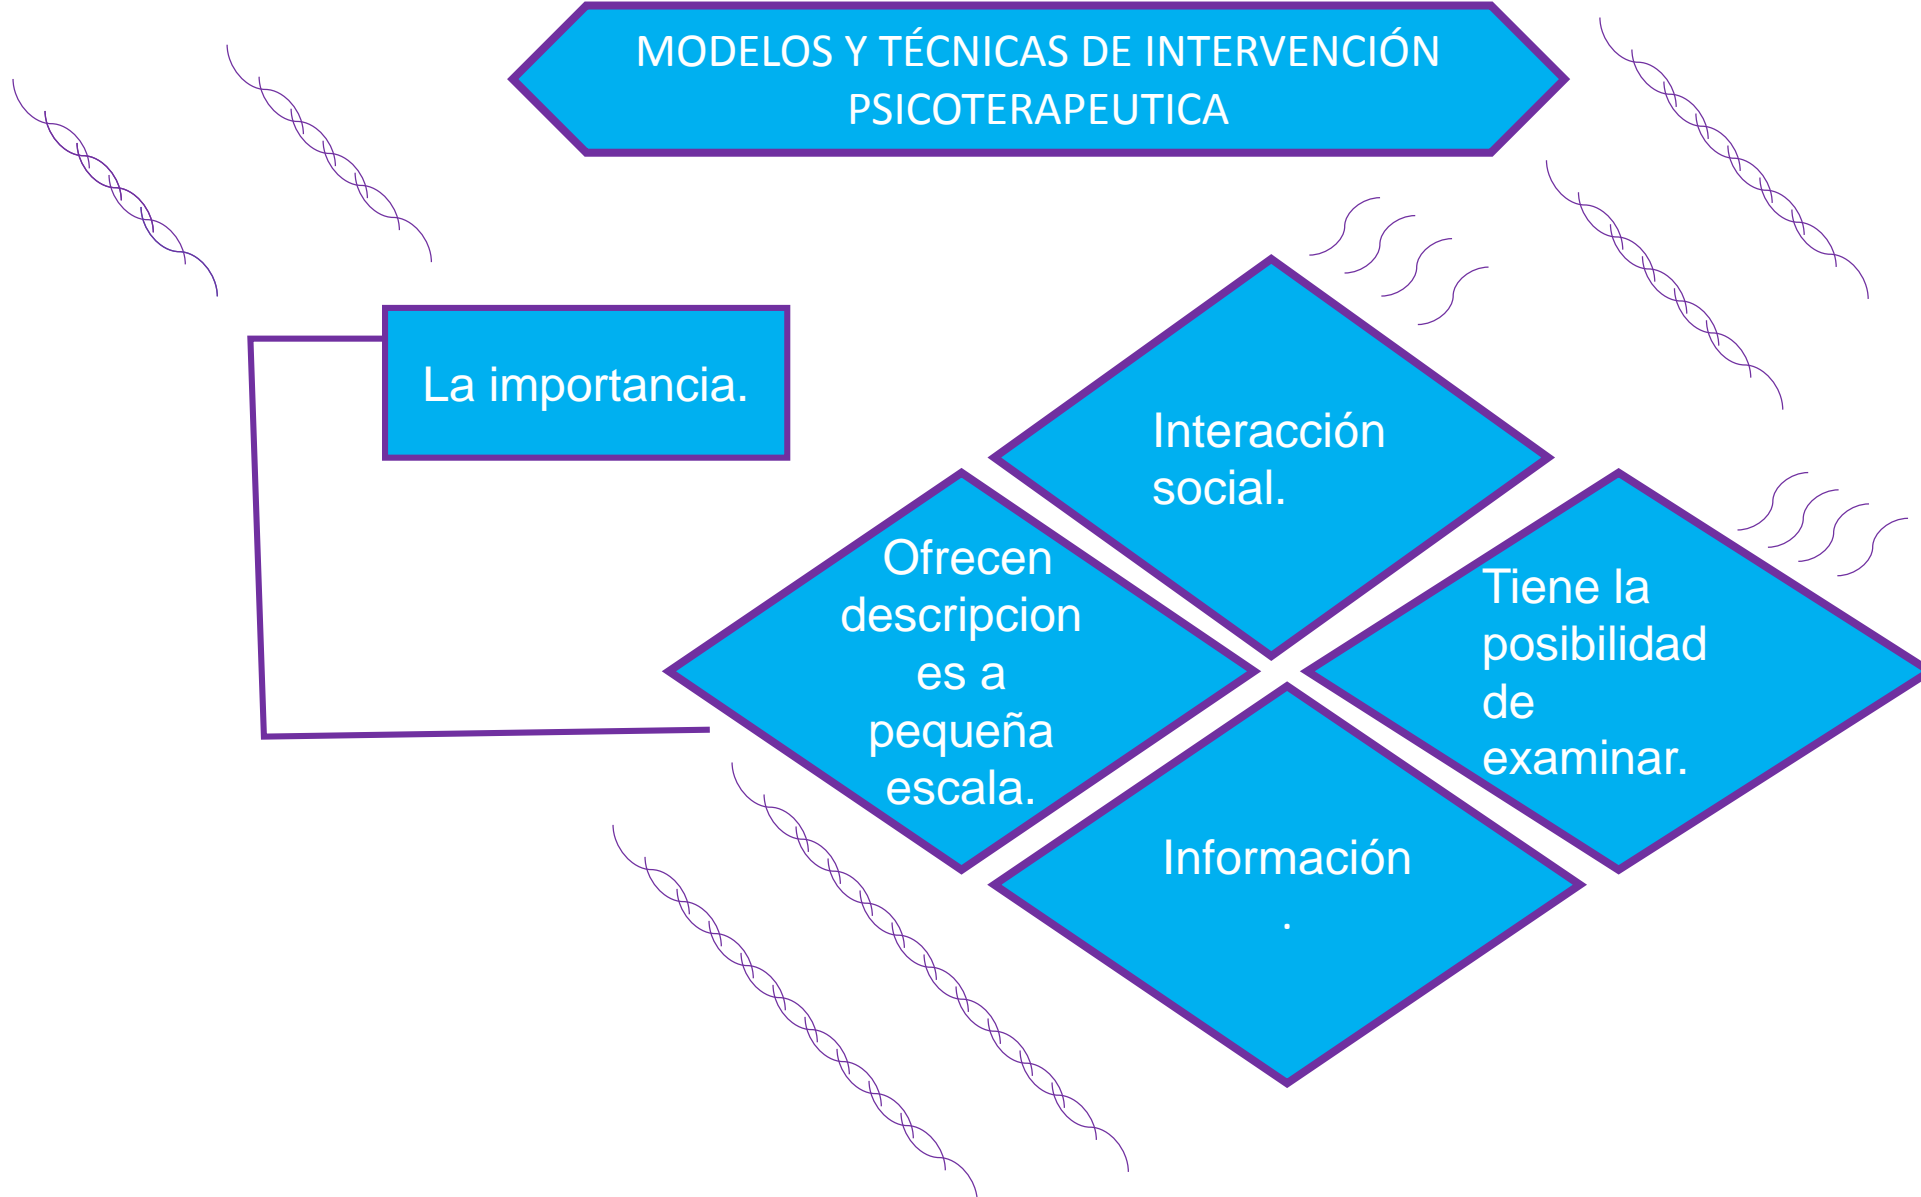 MODELOS Y TÉCNICAS DE INTERVENCIÓN
PSICOTERAPEUTICA
La importancia.
Interacción
social.
Ofrecen
descripcion
es a
pequeña
escala.
Tiene la
posibilidad
de
examinar.
Información
.